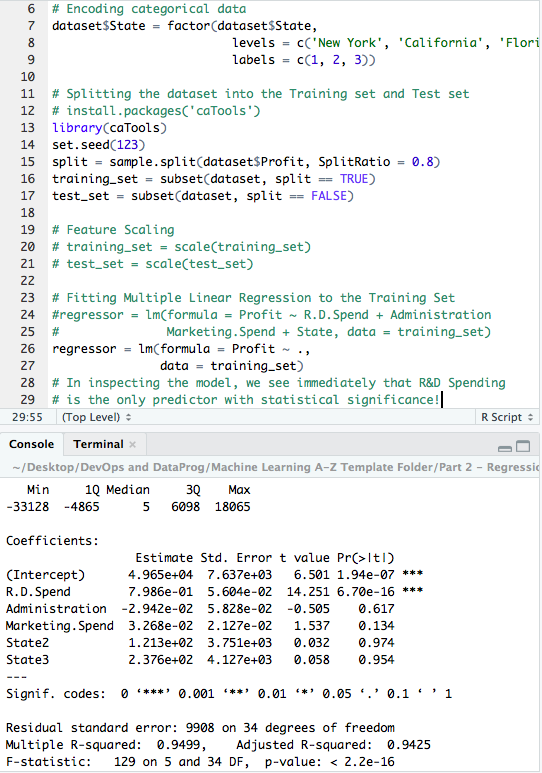 6 # Encoding categorical data
7 dataset$State = factor(dataset$State,
8 levels = c('New York', 'California', 'Flori
9 labels = c(1, 2, 3))
10
11 # Splitting the dataset into the Training set and Test set
12 # install.packages('caTools')
13 library(caTools)
14 set.seed(123)
15 split = sample.split(dataset$Profit, SplitRatio = 0.8)
16 training_set = subset(dataset, split == TRUE)
17 test_set = subset(dataset, split == FALSE)
18
19 # Feature Scaling
20 # training_set = scale(training_set)
21 # test_set = scale(test_set)
22
23 # Fitting Multiple Linear Regression to the Training Set
24 #regressor = lm(formula = Profit ~ R.D.Spend + Administration
25 # Marketing.Spend + State, data = training_set)
26 regressor = lm(formula = Profit ~ .,
27 data = training_set)
28 # In inspecting the model, we see immediately that R&D Spending
29 # is the only predictor with statistical significance!
29:55 (Top Level) R Script
Console Terminal
~/Desktop/DevOps and DataProg/Machine Learning A-Z Template Folder/Part 2 - Regressio
Min 1Q Median 3Q Max
-33128 -4865 5 6098 18065
Coefficients:
Estimate Std. Error t value Pr(>|t|)
(Intercept) 4.965e+04 7.637e+03 6.501 1.94e-07 ***
R.D.Spend 7.986e-01 5.604e-02 14.251 6.70e-16 ***
Administration -2.942e-02 5.828e-02 -0.505 0.617
Marketing.Spend 3.268e-02 2.127e-02 1.537 0.134
State2 1.213e+02 3.751e+03 0.032 0.974
State3 2.376e+02 4.127e+03 0.058 0.954
---
Signif. codes: 0 ‘***’ 0.001 ‘**’ 0.01 ‘*’ 0.05 ‘.’ 0.1 ‘ ’ 1
Residual standard error: 9908 on 34 degrees of freedom
Multiple R-squared: 0.9499, Adjusted R-squared: 0.9425
F-statistic: 129 on 5 and 34 DF, p-value: < 2.2e-16